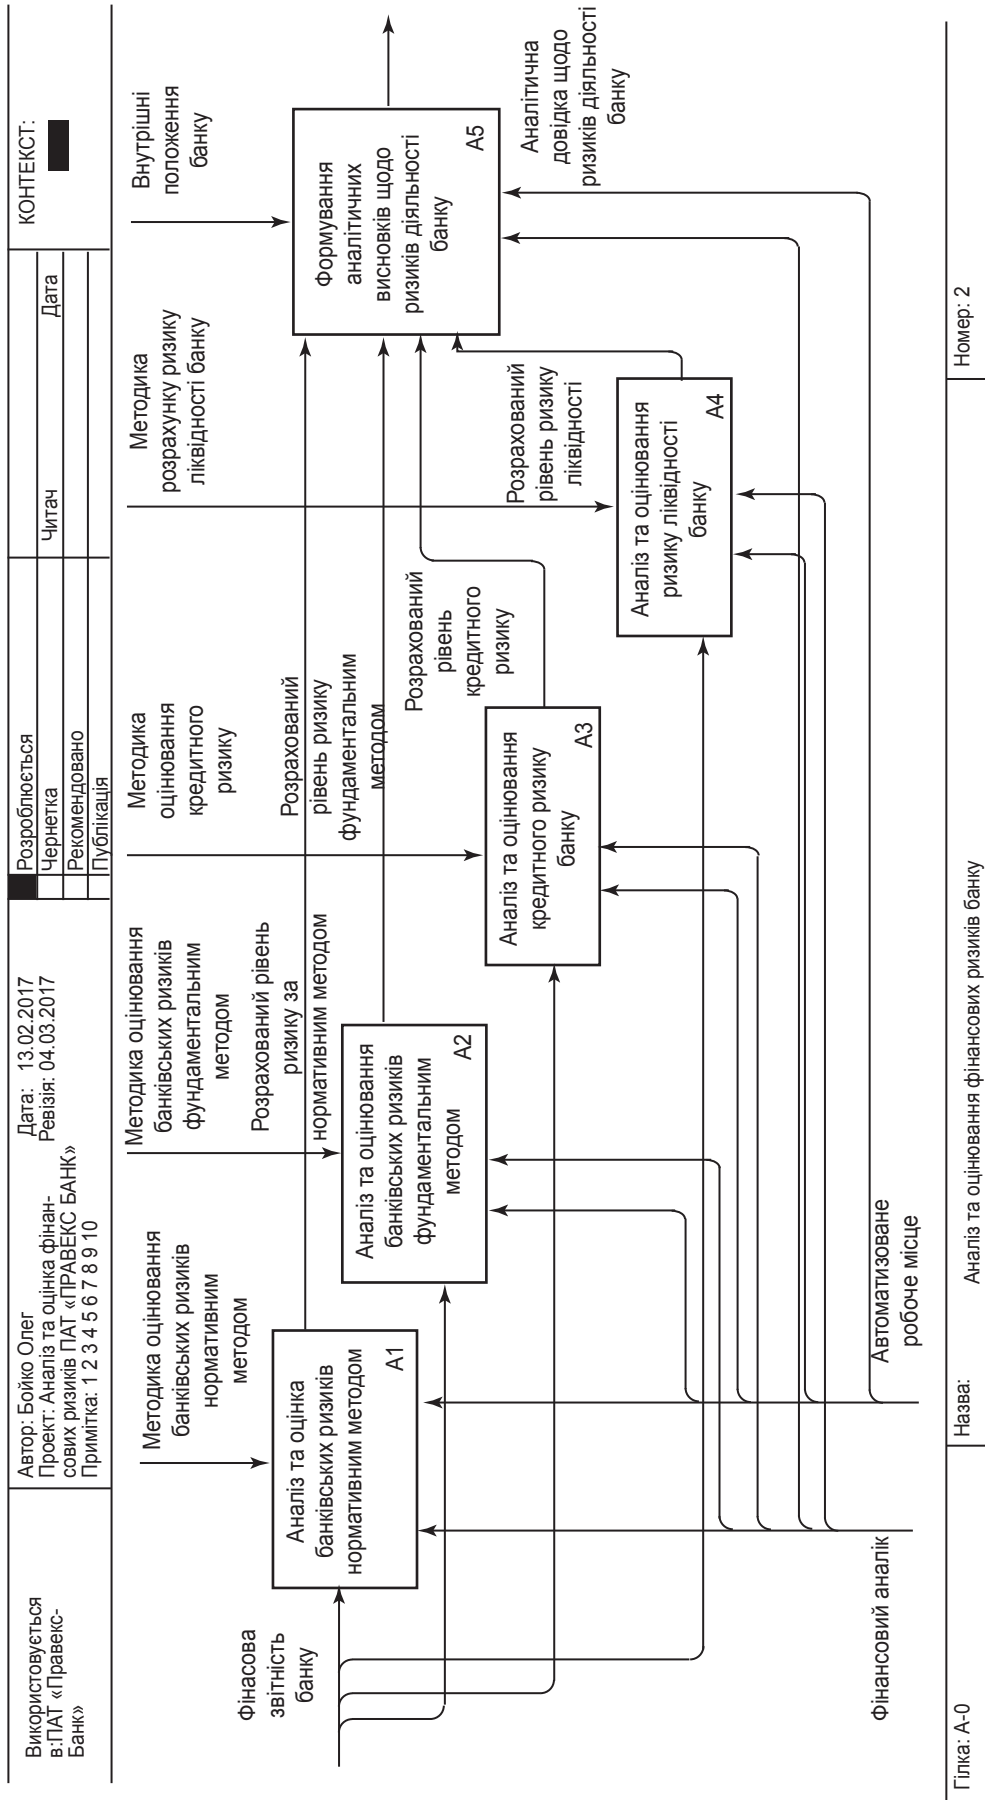 Використовується
в:ПАТ «Правекс-
Банк»
Автор: Бойко Олег
Проект: Аналіз та оцінка фінан-
сових ризиків ПАТ «ПРАВЕКС БАНК»
Примітка: 1 2 3 4 5 6 7 8 9 10
Дата: 13.02.2017
Ревізія: 04.03.2017
Розроблюється
Чернетка
Рекомендовано
Публікація
Читач
Дата
КОНТЕКСТ:
Методика оцінювання
банківських ризиків
нормативним
методом
Методика оцінювання
банківських ризиків
фундаментальним
методом
Методика
оцінювання
кредитного
ризику
Методика
розрахунку ризику
ліквідності банку
Внутрішні
положення
банку
Фінасова
звітність
банку
Аналіз та оцінка
банківських ризиків
нормативним методом
А1
Розрахований рівень
ризику за
нормативним методом
Аналіз та оцінювання
банківських ризиків
фундаментальним
методом
А2
Розрахований
рівень ризику
фундаментальним
методом
Аналіз та оцінювання
кредитного ризику
банку
А3
Розрахований
рівень
кредитного
ризику
Аналіз та оцінювання
ризику ліквідності
банку
А4
Розрахований
рівень ризику
ліквідності
Формування
аналітичних
висновків щодо
ризиків діяльності
банку
А5
Аналітична
довідка щодо
ризиків діяльності
банку
Фінансовий аналік
Автоматизоване
робоче місце
Гілка: А-0
Назва:
Аналіз та оцінювання фінансових ризиків банку
Номер: 2